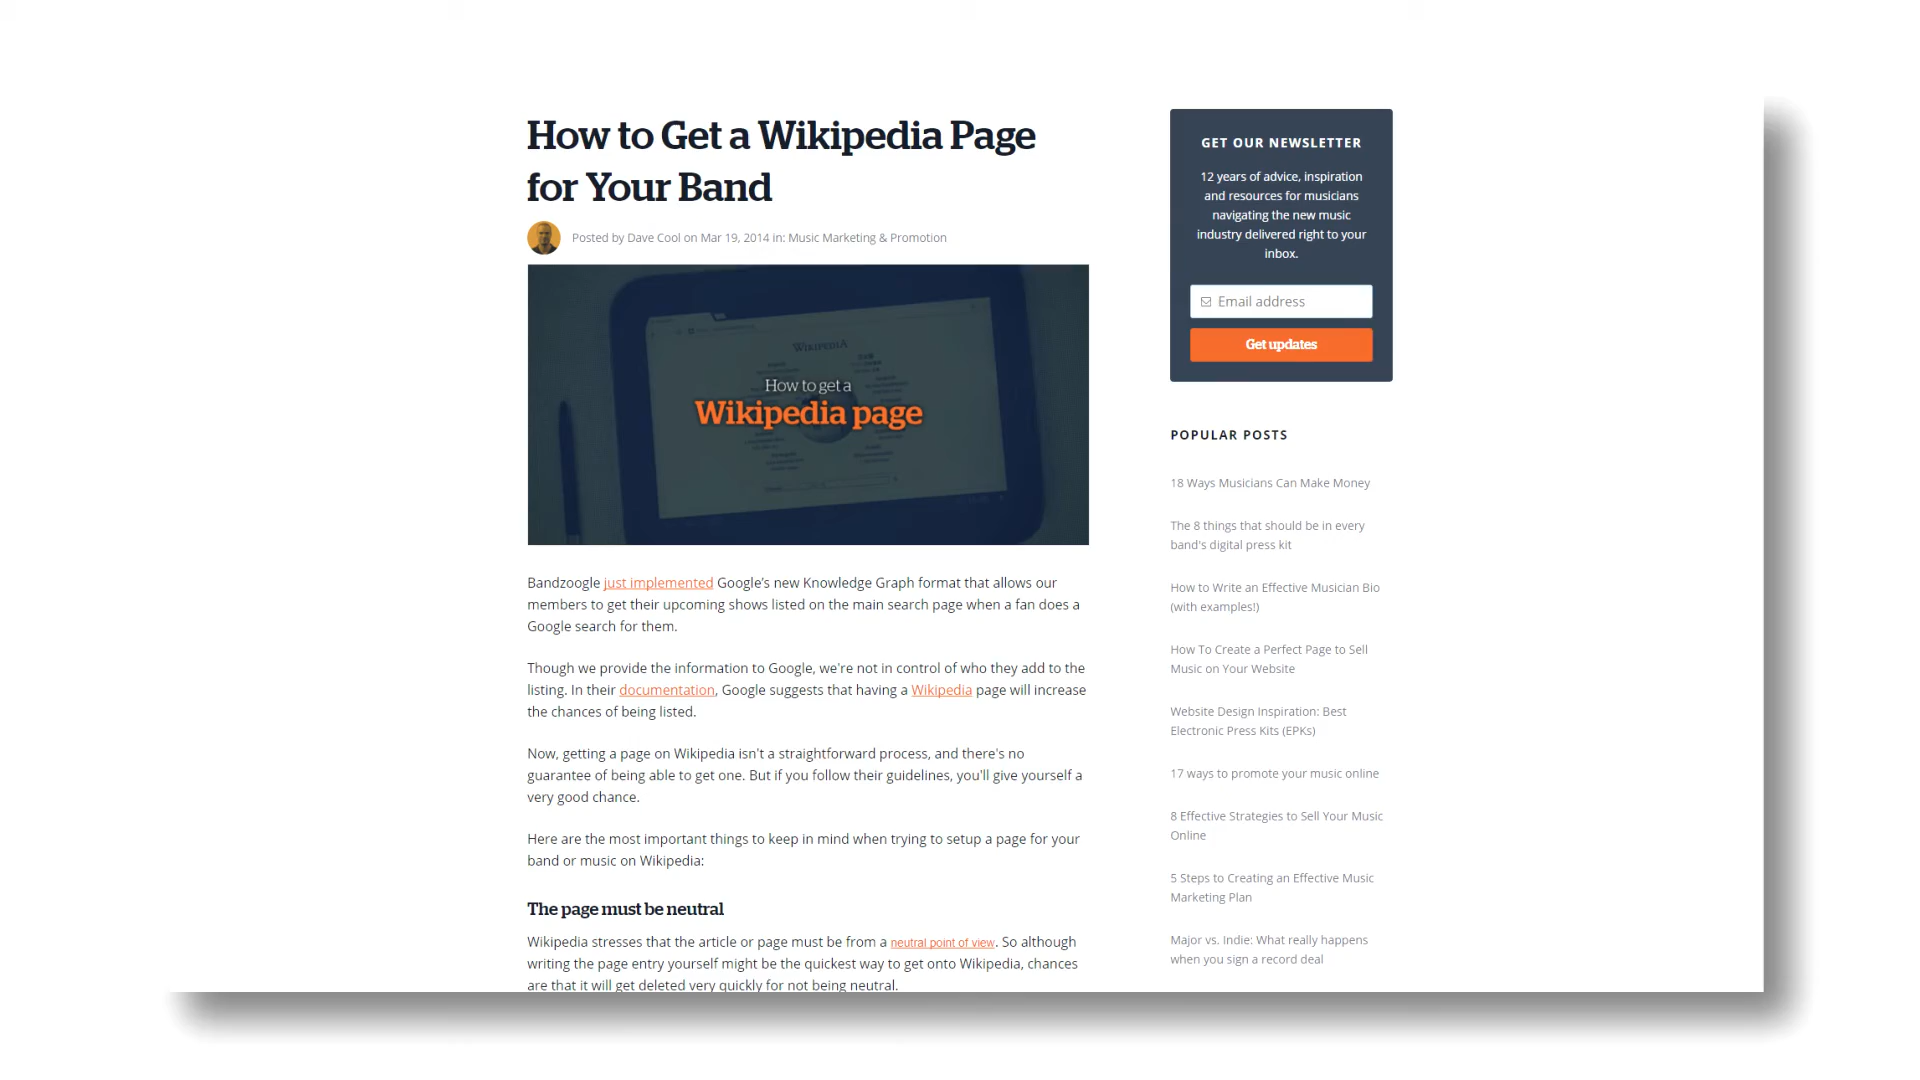 How to Get a Wikipedia Page
for Your Band
Posted by Dave Cool on Mar 19, 2014 in: Music Marketing & Promotion
WIKIPEDIA
How to get a
Wikipedia page
Bandzoogle just implemented Google's new Knowledge Graph format that allows our
members to get their upcoming shows listed on the main search page when a fan does a
Google search for them.
Though we provide the information to Google, we're not in control of who they add to the
listing. In their documentation, Google suggests that having a Wikipedia page will increase
the chances of being listed.
Now, getting a page on Wikipedia isn't a straightforward process, and there's no
guarantee of being able to get one. But if you follow their guidelines, you'll give yourself a
very good chance.
Here are the most important things to keep in mind when trying to setup a page for your
band or music on Wikipedia:
The page must be neutral
Wikipedia stresses that the article or page must be from a neutral point of view. So although
writing the page entry yourself might be the quickest way to get onto Wikipedia, chances
are that it will get deleted very quickly for not being neutral.
GET OUR NEWSLETTER
12 years of advice, inspiration
and resources for musicians
navigating the new music
industry delivered right to your
inbox.
Email address
Get updates
POPULAR POSTS
18 Ways Musicians Can Make Money
The 8 things that should be in every
band's digital press kit
How to Write an Effective Musician Bio
(with examples!)
How To Create a Perfect Page to Sell
Music on Your Website
Website Design Inspiration: Best
Electronic Press Kits (EPKs)
17 ways to promote your music online
8 Effective Strategies to Sell Your Music
Online
5 Steps to Creating an Effective Music
Marketing Plan
Major vs. Indie: What really happens
when you sign a record deal